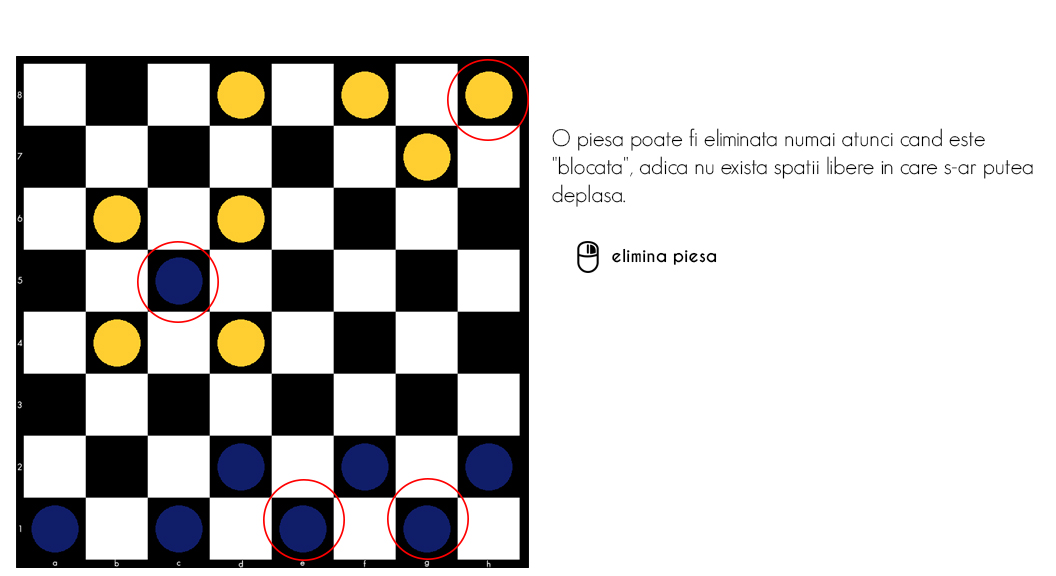 8
7
6
5
4
3
2
1
a b c d e f g h
O piesa poate fi eliminata numai atunci cand este
"blocata", adica nu exista spatii libere in care s-ar putea
deplasa.
elimina piesa